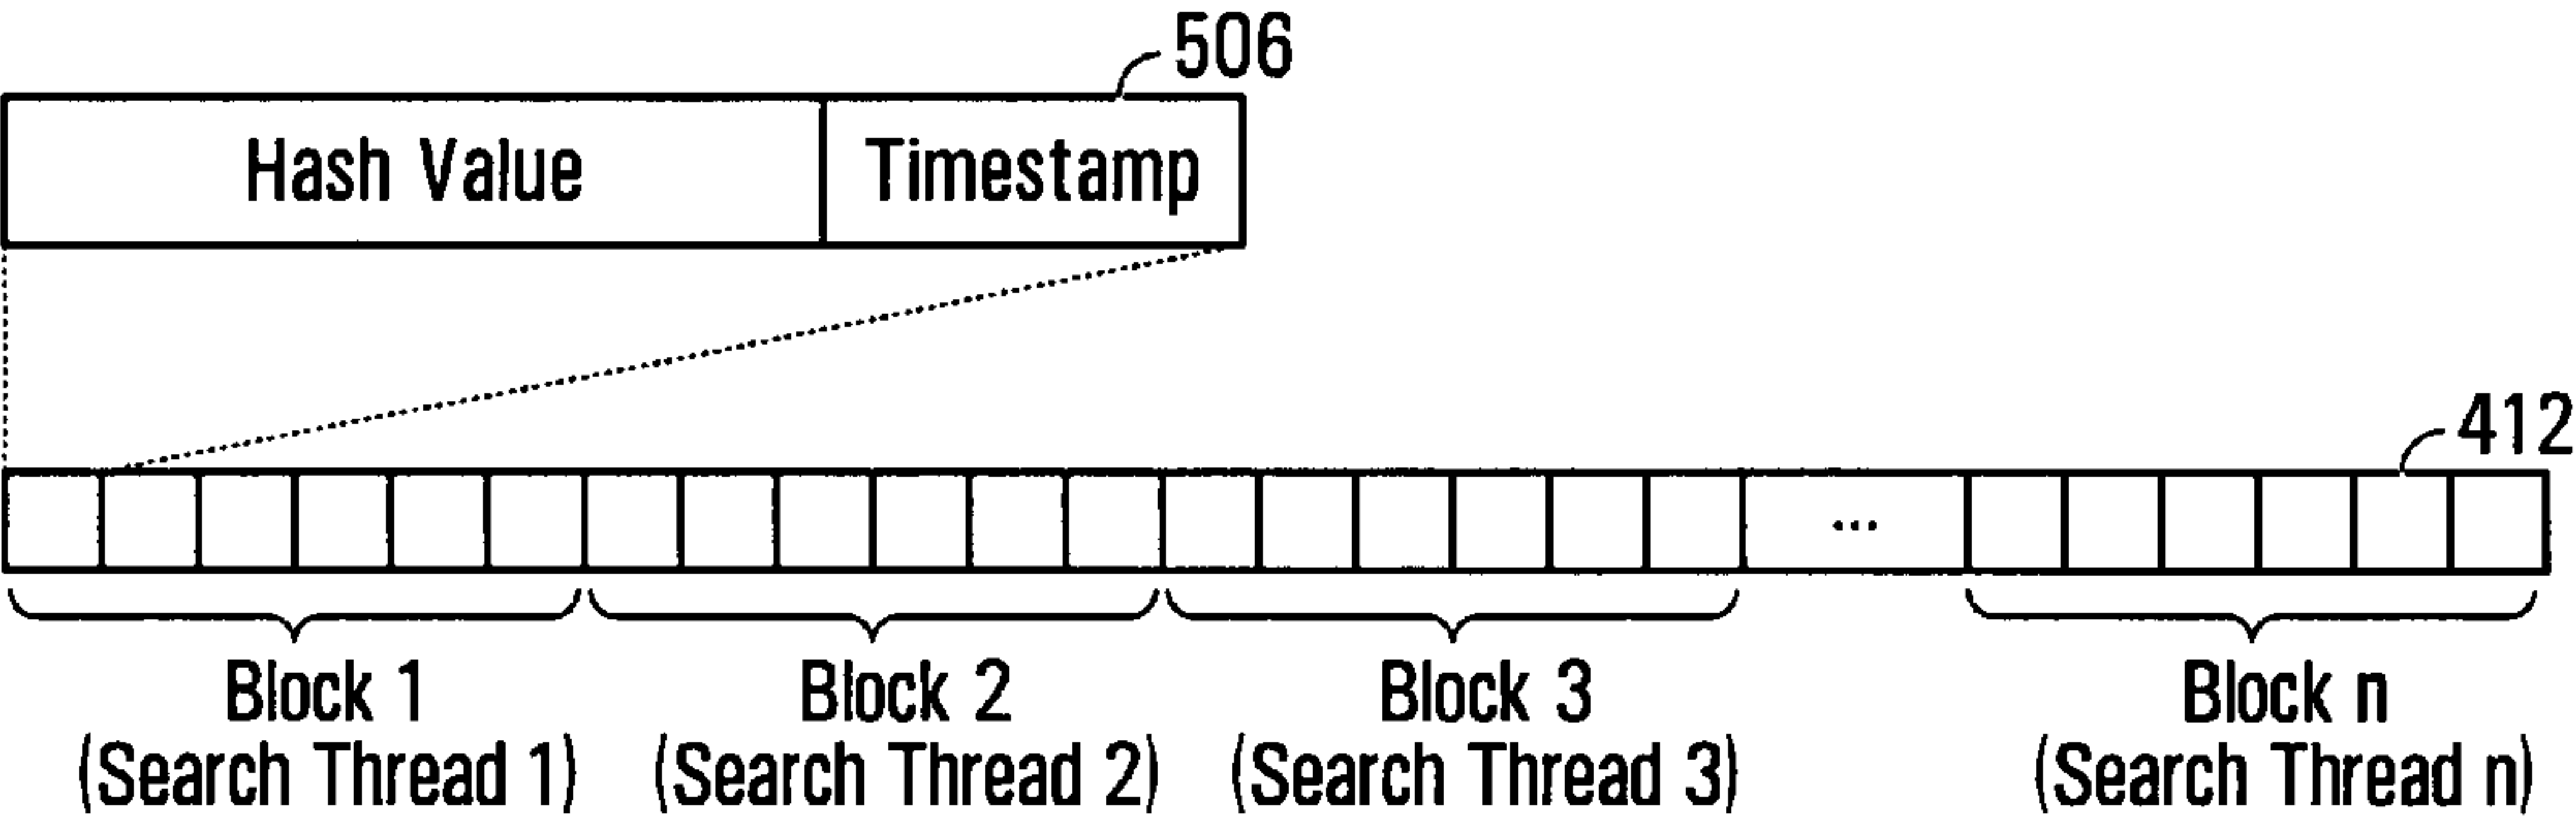 506
Hash Value Timestamp
412
...
Block 1 Block 2 Block 3 Block n
(Search Thread 1) (Search Thread 2) (Search Thread 3) (Search Thread n)